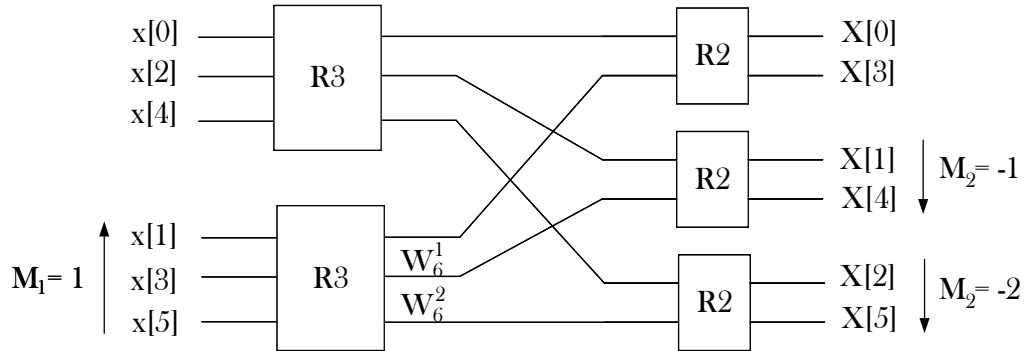 x[0]
x[2]
x[4]
R3
R2
X[0]
X[3]
R2
X[1]
X[4]
M₂= -1
M₁= 1
x[1]
x[3]
x[5]
R3
W₆¹
W₆²
R2
X[2]
X[5]
M₂= -2